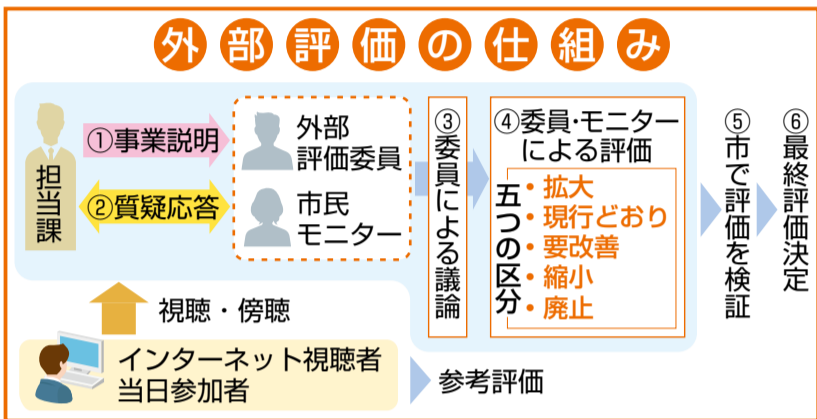 外部評価の仕組み
担当課
①事業説明
②質疑応答
外部
評価委員
市民
モニター
③委員による議論
④委員・モニター
による評価
五つの区分
・拡大
・現行どおり
・要改善
・縮小
・廃止
⑤市で評価を検証
⑥最終評価決定
視聴・傍聴
インターネット視聴者
当日参加者
参考評価